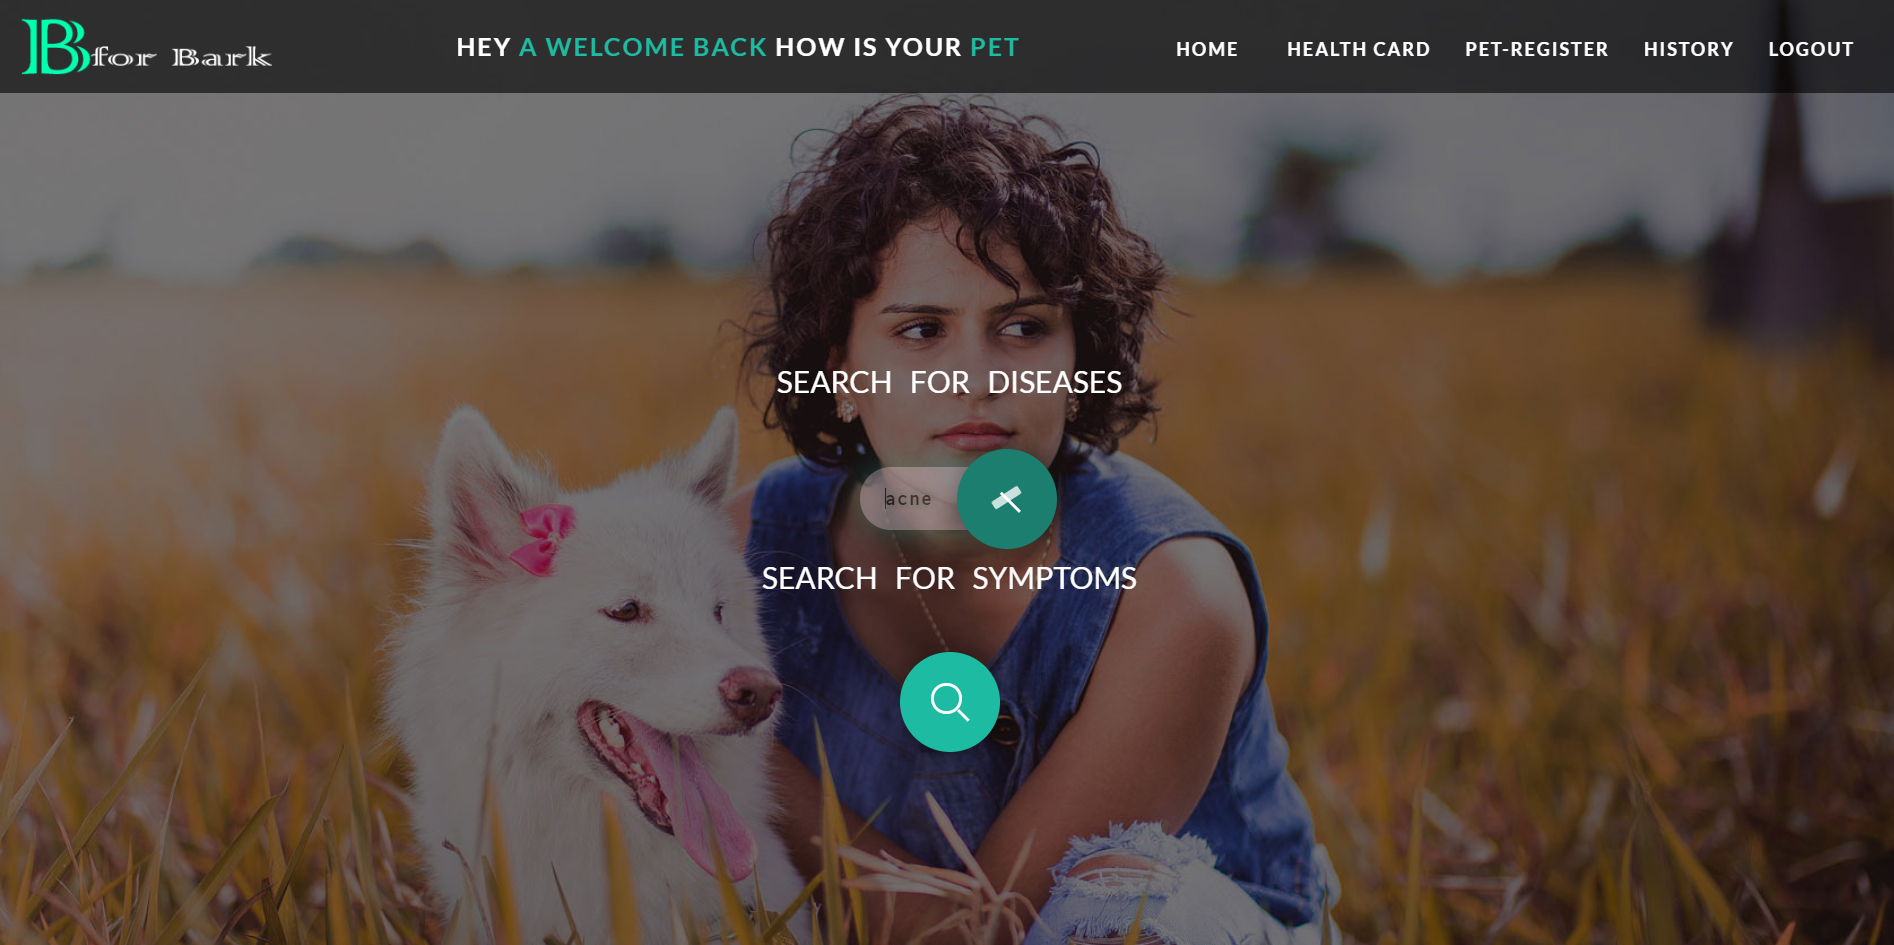 B for Bark
HEY A WELCOME BACK HOW IS YOUR PET
HOME HEALTH CARD PET-REGISTER HISTORY LOGOUT
SEARCH FOR DISEASES
acne
SEARCH FOR SYMPTOMS